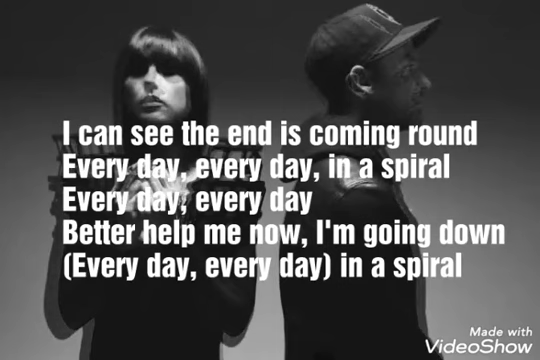 I can see the end is coming round
Every day, every day, in a spiral
Every day, every day
Better help me now, I'm going down
(Every day, every day) in a spiral
Made with
VideoShow